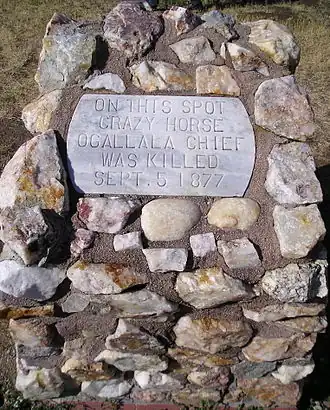 ON THIS SPOT
CRAZY HORSE
OGALLALA CHIEF
WAS KILLED
SEPT. 5 1877